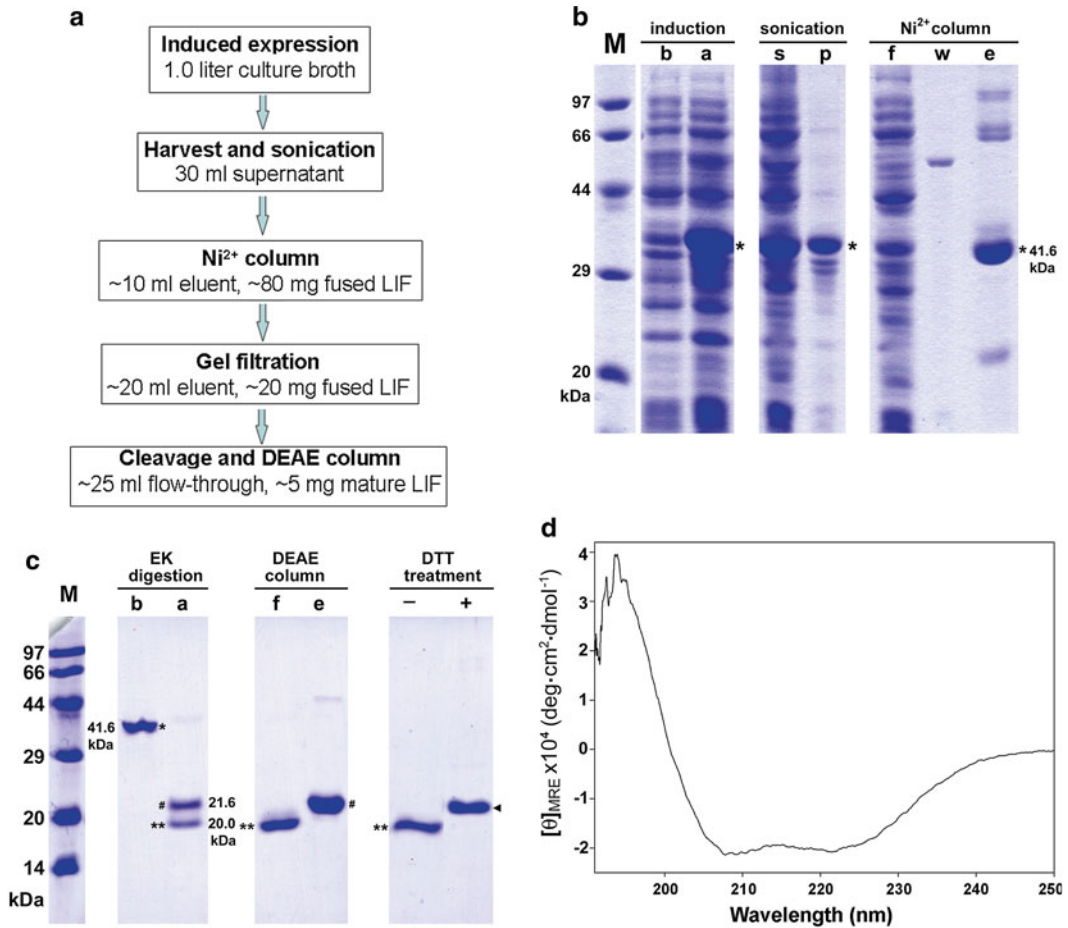 a
Induced expression
1.0 liter culture broth
Harvest and sonication
30 ml supernatant
Ni²⁺ column
~10 ml eluent, ~80 mg fused LIF
Gel filtration
~20 ml eluent, ~20 mg fused LIF
Cleavage and DEAE column
~25 ml flow-through, ~5 mg mature LIF
b
induction sonication Ni²⁺ column
M b a s p f w e
97
66
44
* * * 41.6
kDa
29
20
kDa
c
EK digestion
DEAE column
DTT treatment
M b a f e – +
97
66
44
41.6 *
kDa
29
# 21.6 #
20 ** 20.0 ** **
kDa
14
kDa
d
[θ]MRE x10⁴ (deg·cm²·dmol⁻¹)
4
3
2
1
0
-1
-2
200 210 220 230 240 250
Wavelength (nm)